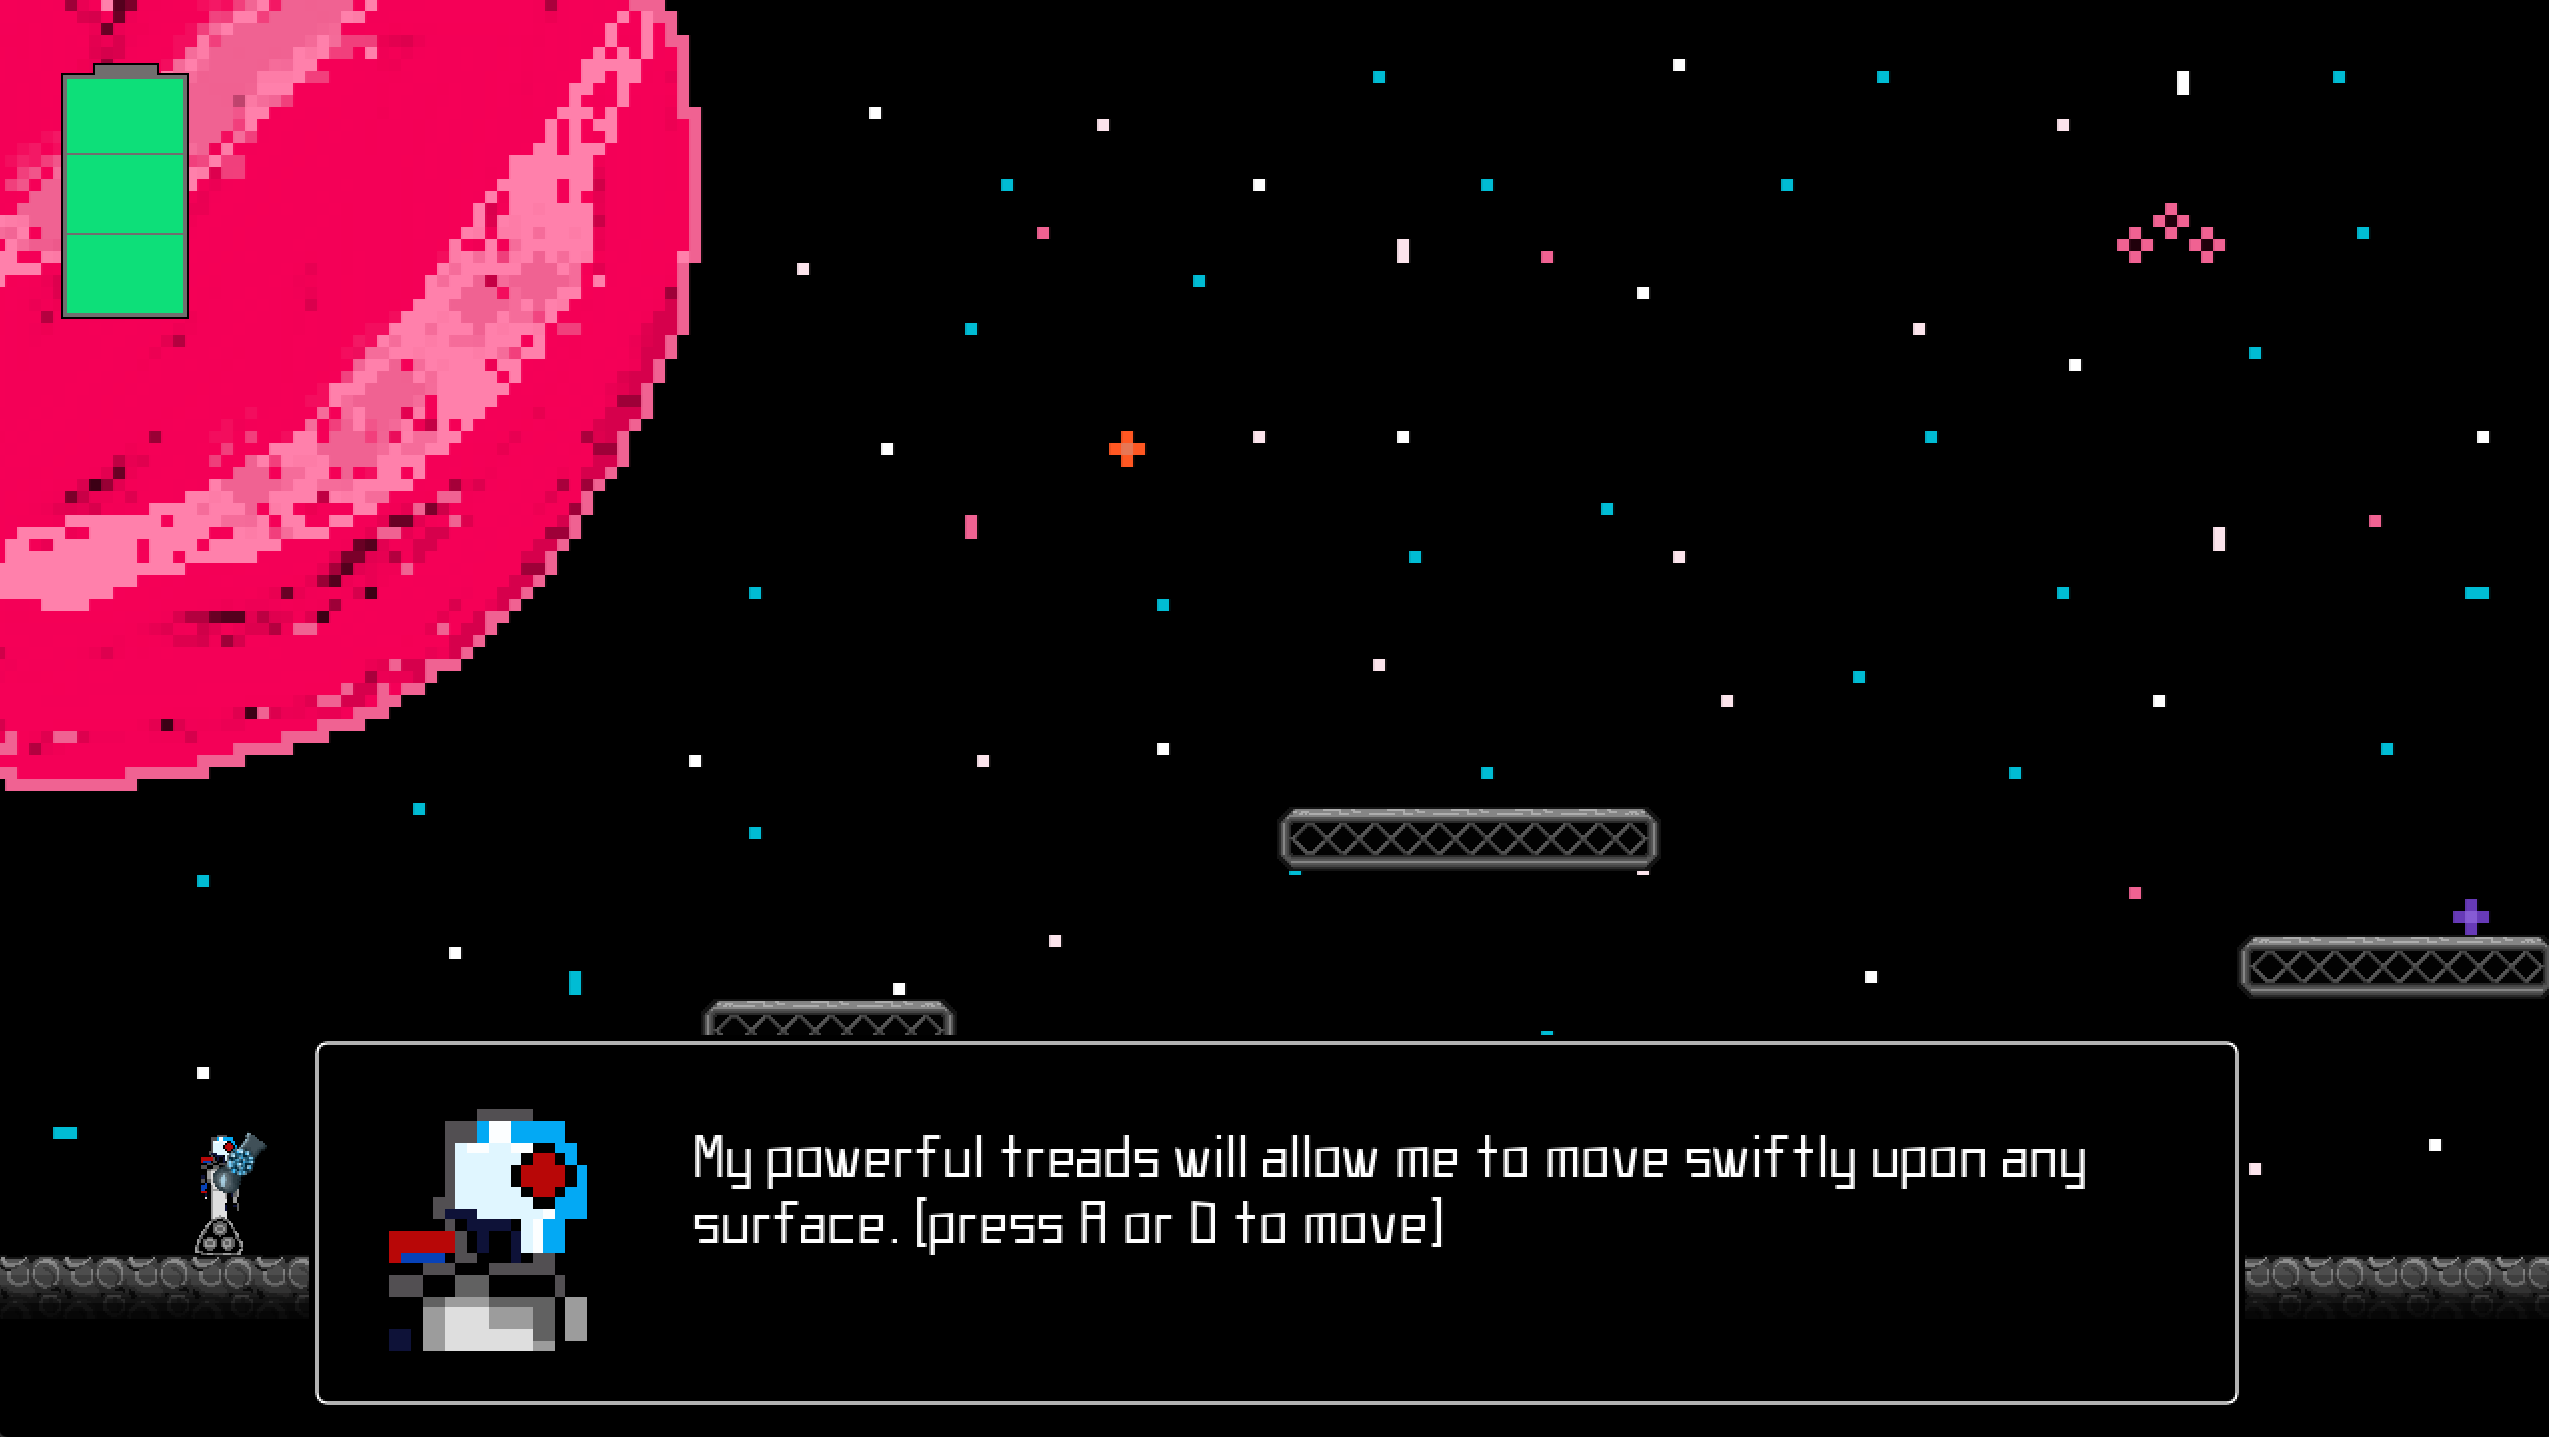 My powerful treads will allow me to move swiftly upon any
surface. [press A or D to move]